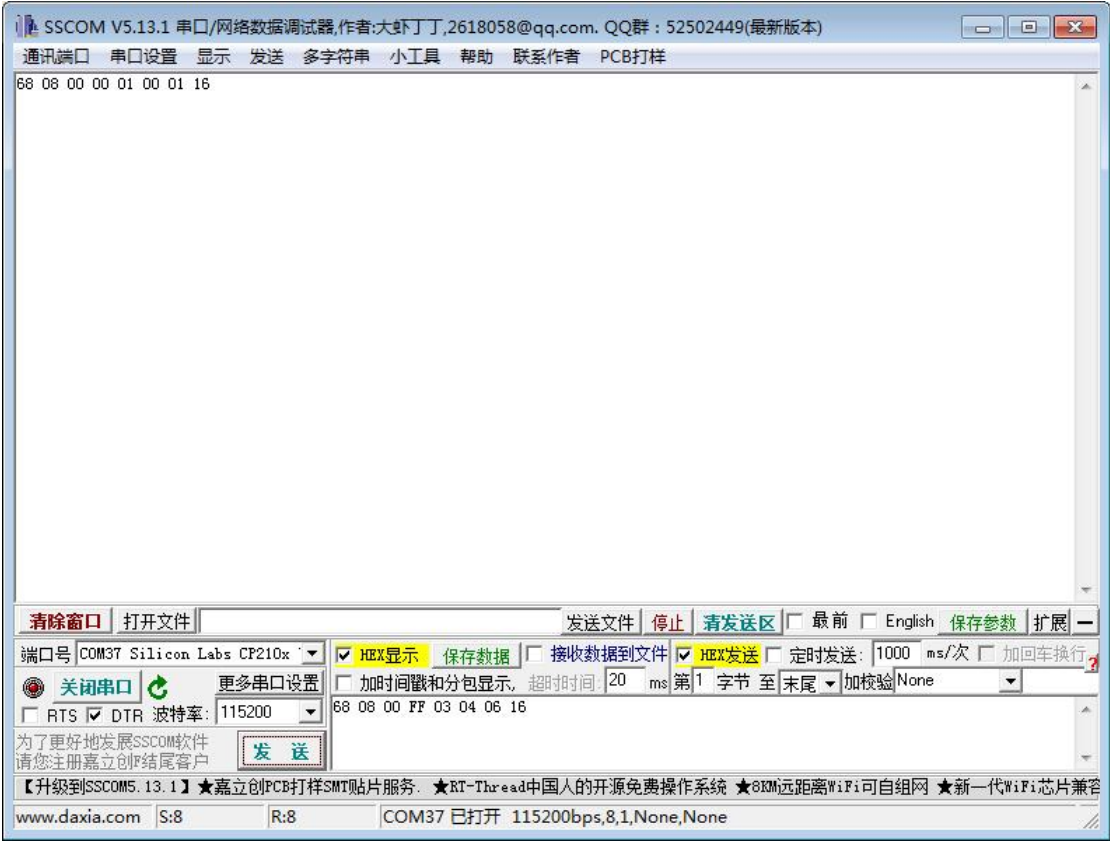 SSCOM V5.13.1 串口/网络数据调试器,作者:大虾丁丁,2618058@qq.com. QQ群：52502449(最新版本)
通讯端口 串口设置 显示 发送 多字符串 小工具 帮助 联系作者 PCB打样
68 08 00 00 01 00 01 16
清除窗口 打开文件 发送文件 停止 清发送区 最前 English 保存参数 扩展 —
端口号 COM37 Silicon Labs CP210x HEX显示 保存数据 接收数据到文件 HEX发送 定时发送: 1000 ms/次 加回车换行
关闭串口 更多串口设置 加时间戳和分包显示, 超时时间: 20 ms 第 1 字节 至 末尾 加校验 None ?
RTS DTR 波特率: 115200 68 08 00 FF 03 04 06 16
为了更好地发展SSCOM软件
请您注册嘉立创F结尾客户 发 送
【升级到SSCOM5.13.1】★嘉立创PCB打样SMT贴片服务. ★RT-Thread中国人的开源免费操作系统 ★8KM远距离WiFi可自组网 ★新一代WiFi芯片兼容
www.daxia.com S:8 R:8 COM37 已打开 115200bps,8,1,None,None